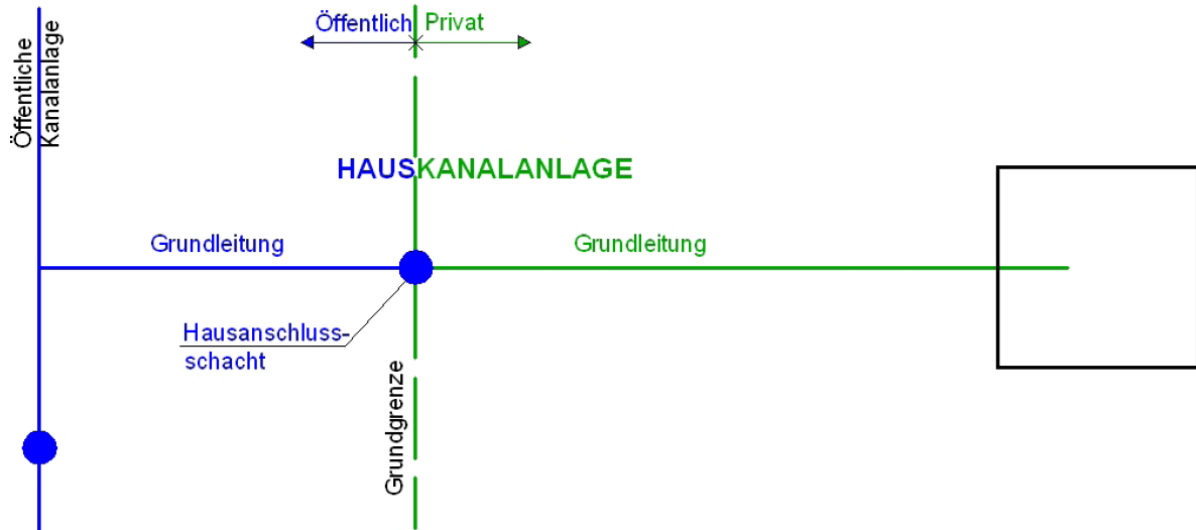 Öffentlich Privat
Öffentliche
Kanalanlage
HAUSKANALANLAGE
Grundleitung Grundleitung
Hausanschluss-
schacht
Grundgrenze